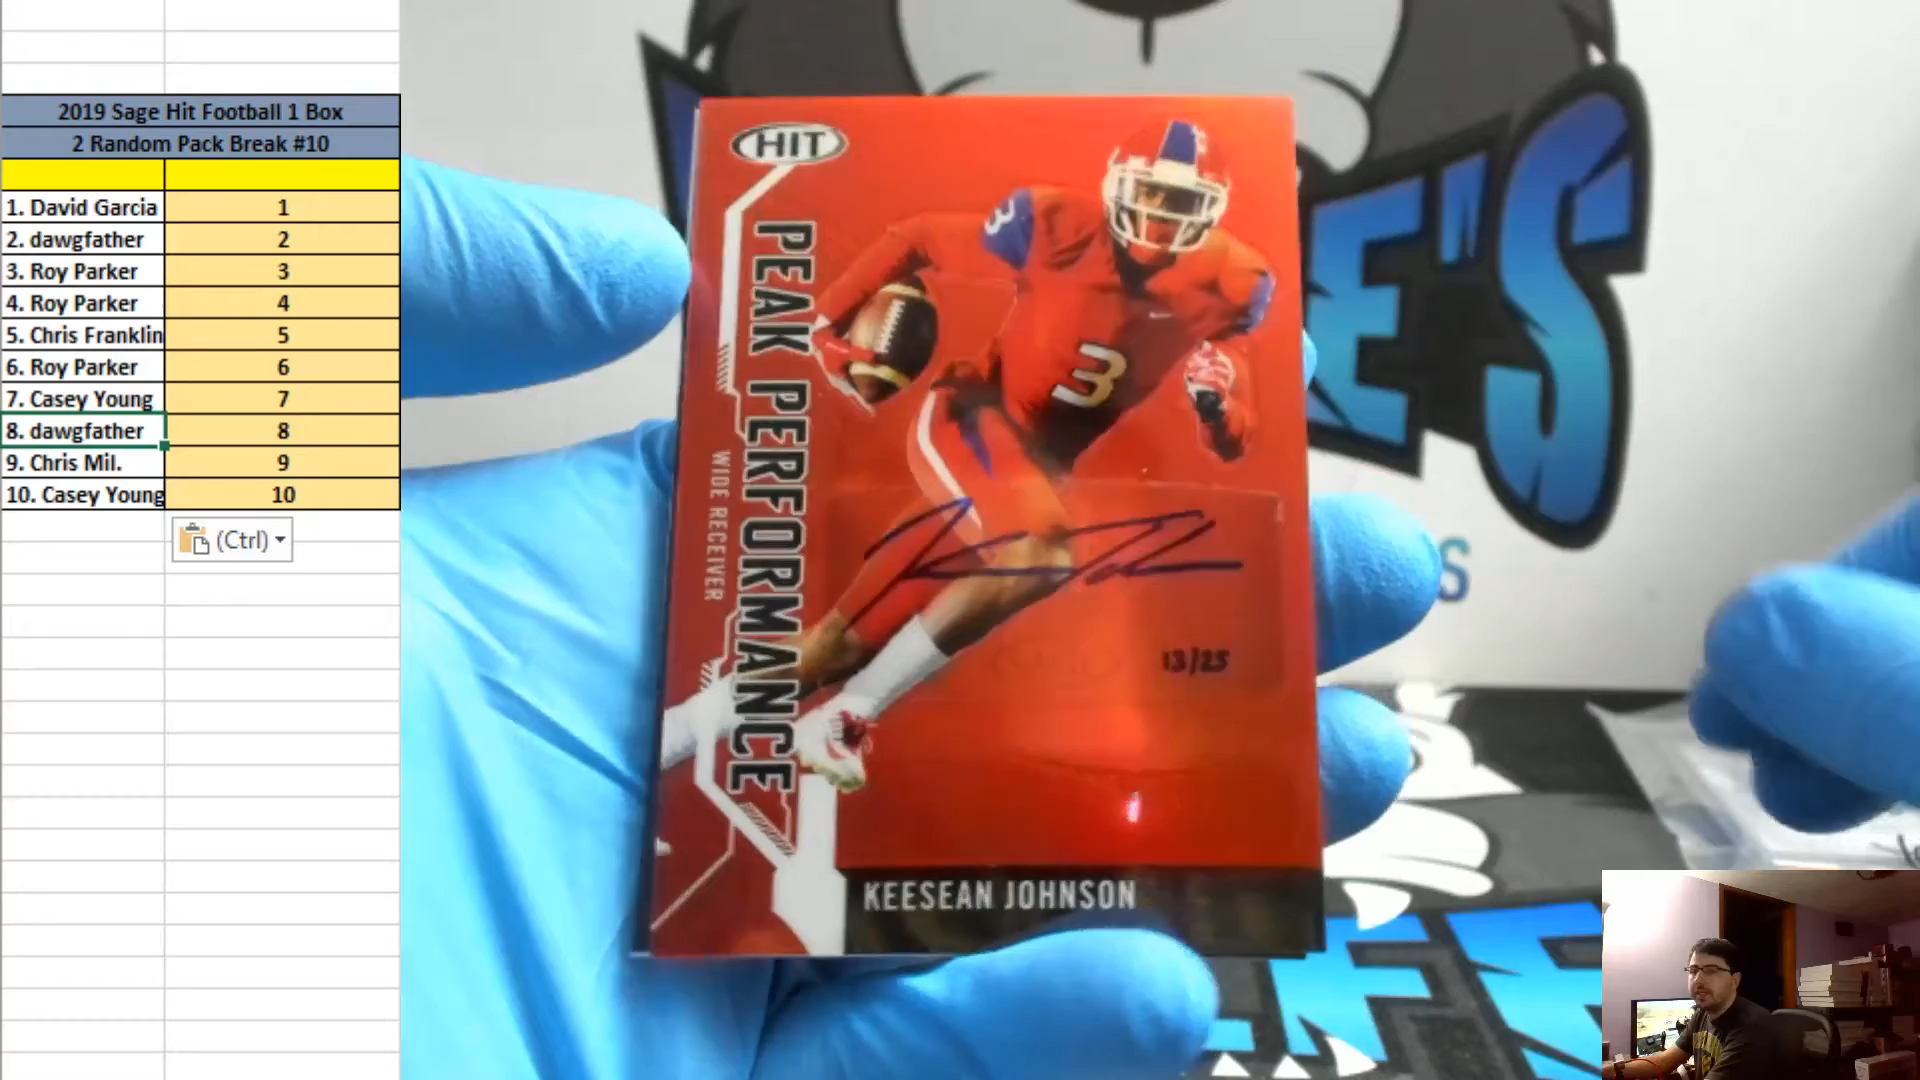 2019 Sage Hit Football 1 Box
2 Random Pack Break #10
1. David Garcia 1
2. dawgfather 2
3. Roy Parker 3
4. Roy Parker 4
5. Chris Franklin 5
6. Roy Parker 6
7. Casey Young 7
8. dawgfather 8
9. Chris Mil. 9
10. Casey Young 10
(Ctrl)
HIT
PEAK PERFORMANCE
WIDE RECEIVER
3
3
13/25
KEESEAN JOHNSON
E'S
S